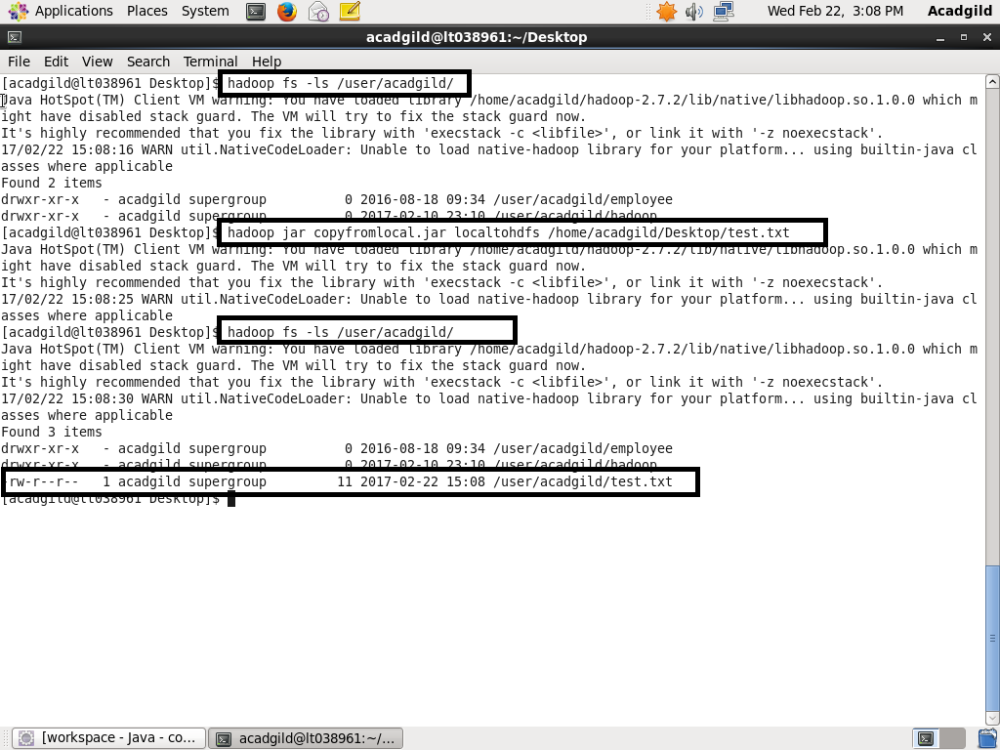 Applications Places System Wed Feb 22, 3:08 PM Acadgild
acadgild@lt038961:~/Desktop
File Edit View Search Terminal Help
[acadgild@lt038961 Desktop]$ hadoop fs -ls /user/acadgild/
Java HotSpot(TM) Client VM warning: You have loaded library /home/acadgild/hadoop-2.7.2/lib/native/libhadoop.so.1.0.0 which m
ight have disabled stack guard. The VM will try to fix the stack guard now.
It's highly recommended that you fix the library with 'execstack -c <libfile>', or link it with '-z noexecstack'.
17/02/22 15:08:16 WARN util.NativeCodeLoader: Unable to load native-hadoop library for your platform... using builtin-java cl
asses where applicable
Found 2 items
drwxr-xr-x   - acadgild supergroup          0 2016-08-18 09:34 /user/acadgild/employee
drwxr-xr-x   - acadgild supergroup          0 2017-02-10 23:10 /user/acadgild/hadoop
[acadgild@lt038961 Desktop]$ hadoop jar copyfromlocal.jar localtohdfs /home/acadgild/Desktop/test.txt
Java HotSpot(TM) Client VM warning: You have loaded library /home/acadgild/hadoop-2.7.2/lib/native/libhadoop.so.1.0.0 which m
ight have disabled stack guard. The VM will try to fix the stack guard now.
It's highly recommended that you fix the library with 'execstack -c <libfile>', or link it with '-z noexecstack'.
17/02/22 15:08:25 WARN util.NativeCodeLoader: Unable to load native-hadoop library for your platform... using builtin-java cl
asses where applicable
[acadgild@lt038961 Desktop]$ hadoop fs -ls /user/acadgild/
Java HotSpot(TM) Client VM warning: You have loaded library /home/acadgild/hadoop-2.7.2/lib/native/libhadoop.so.1.0.0 which m
ight have disabled stack guard. The VM will try to fix the stack guard now.
It's highly recommended that you fix the library with 'execstack -c <libfile>', or link it with '-z noexecstack'.
17/02/22 15:08:30 WARN util.NativeCodeLoader: Unable to load native-hadoop library for your platform... using builtin-java cl
asses where applicable
Found 3 items
drwxr-xr-x   - acadgild supergroup          0 2016-08-18 09:34 /user/acadgild/employee
drwxr-xr-x   - acadgild supergroup          0 2017-02-10 23:10 /user/acadgild/hadoop
-rw-r--r--   1 acadgild supergroup         11 2017-02-22 15:08 /user/acadgild/test.txt
[acadgild@lt038961 Desktop]$
[workspace - Java - co... acadgild@lt038961:~/...